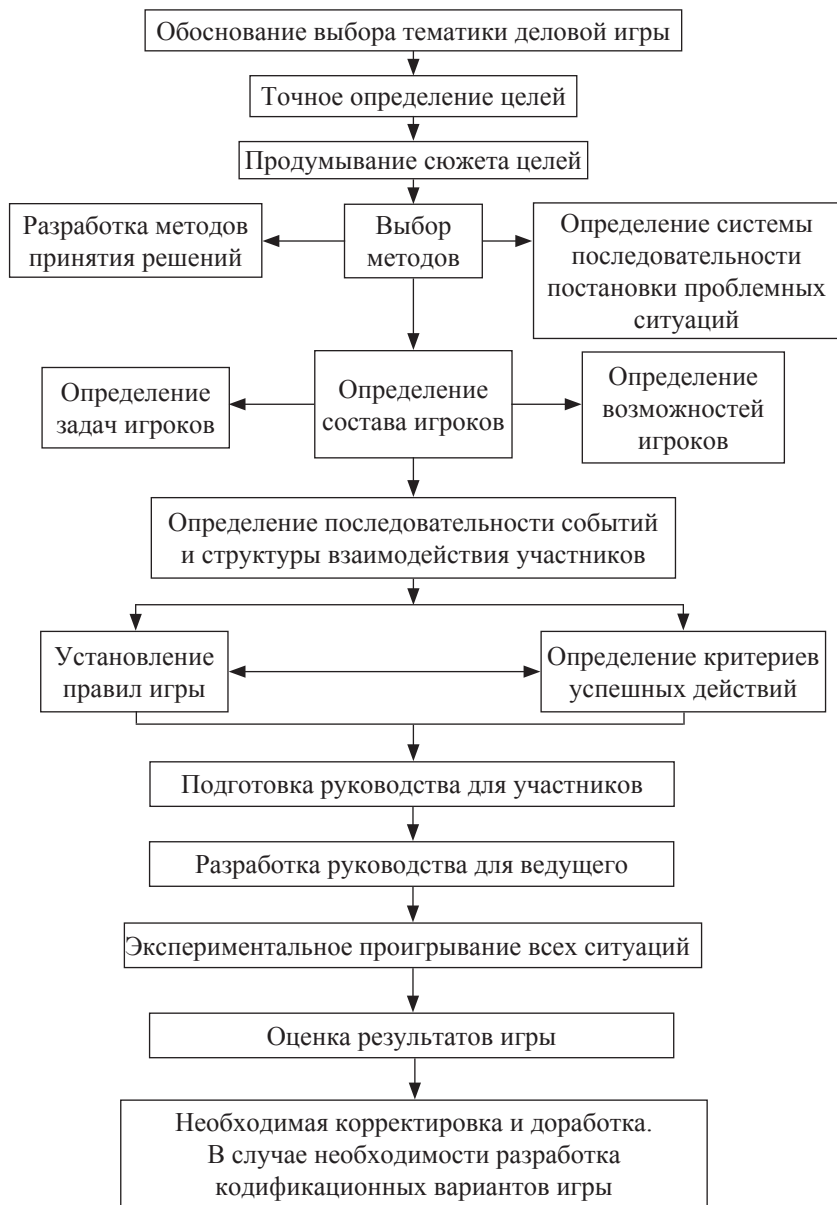 Обоснование выбора тематики деловой игры
Точное определение целей
Продумывание сюжета целей
Разработка методов
принятия решений
Выбор
методов
Определение системы
последовательности
постановки проблемных
ситуаций
Определение
задач игроков
Определение
состава игроков
Определение
возможностей
игроков
Определение последовательности событий
и структуры взаимодействия участников
Установление
правил игры
Определение критериев
успешных действий
Подготовка руководства для участников
Разработка руководства для ведущего
Экспериментальное проигрывание всех ситуаций
Оценка результатов игры
Необходимая корректировка и доработка.
В случае необходимости разработка
кодификационных вариантов игры